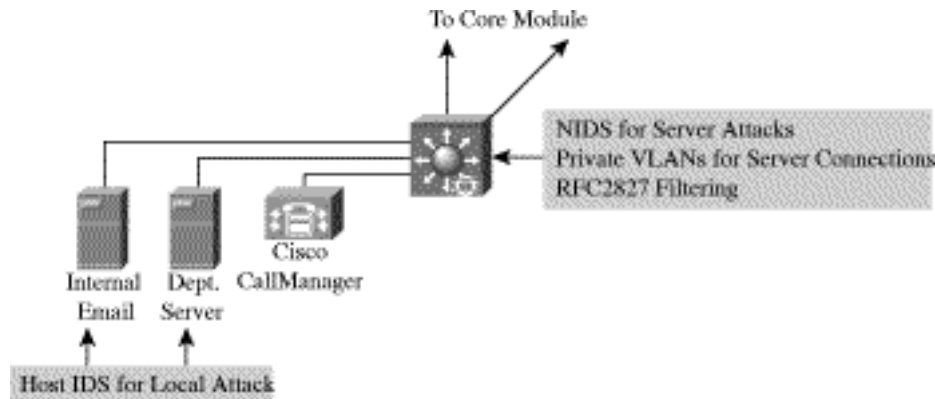 To Core Module
NIDS for Server Attacks
Private VLANs for Server Connections
RFC2827 Filtering
Internal
Email
Dept.
Server
Cisco
CallManager
Host IDS for Local Attack